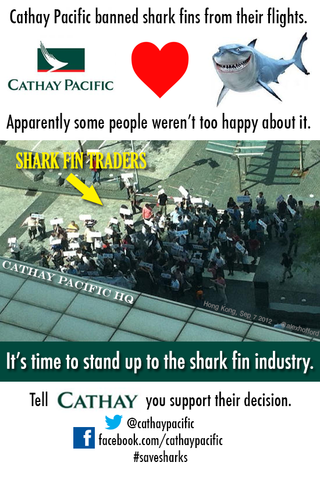 Cathay Pacific banned shark fins from their flights.
CATHAY PACIFIC
Apparently some people weren't too happy about it.
SHARK FIN TRADERS
CATHAY PACIFIC HQ
Hong Kong, Sep 7 2012
@alexhofford
It's time to stand up to the shark fin industry.
Tell CATHAY you support their decision.
@cathaypacific
facebook.com/cathaypacific
#savesharks